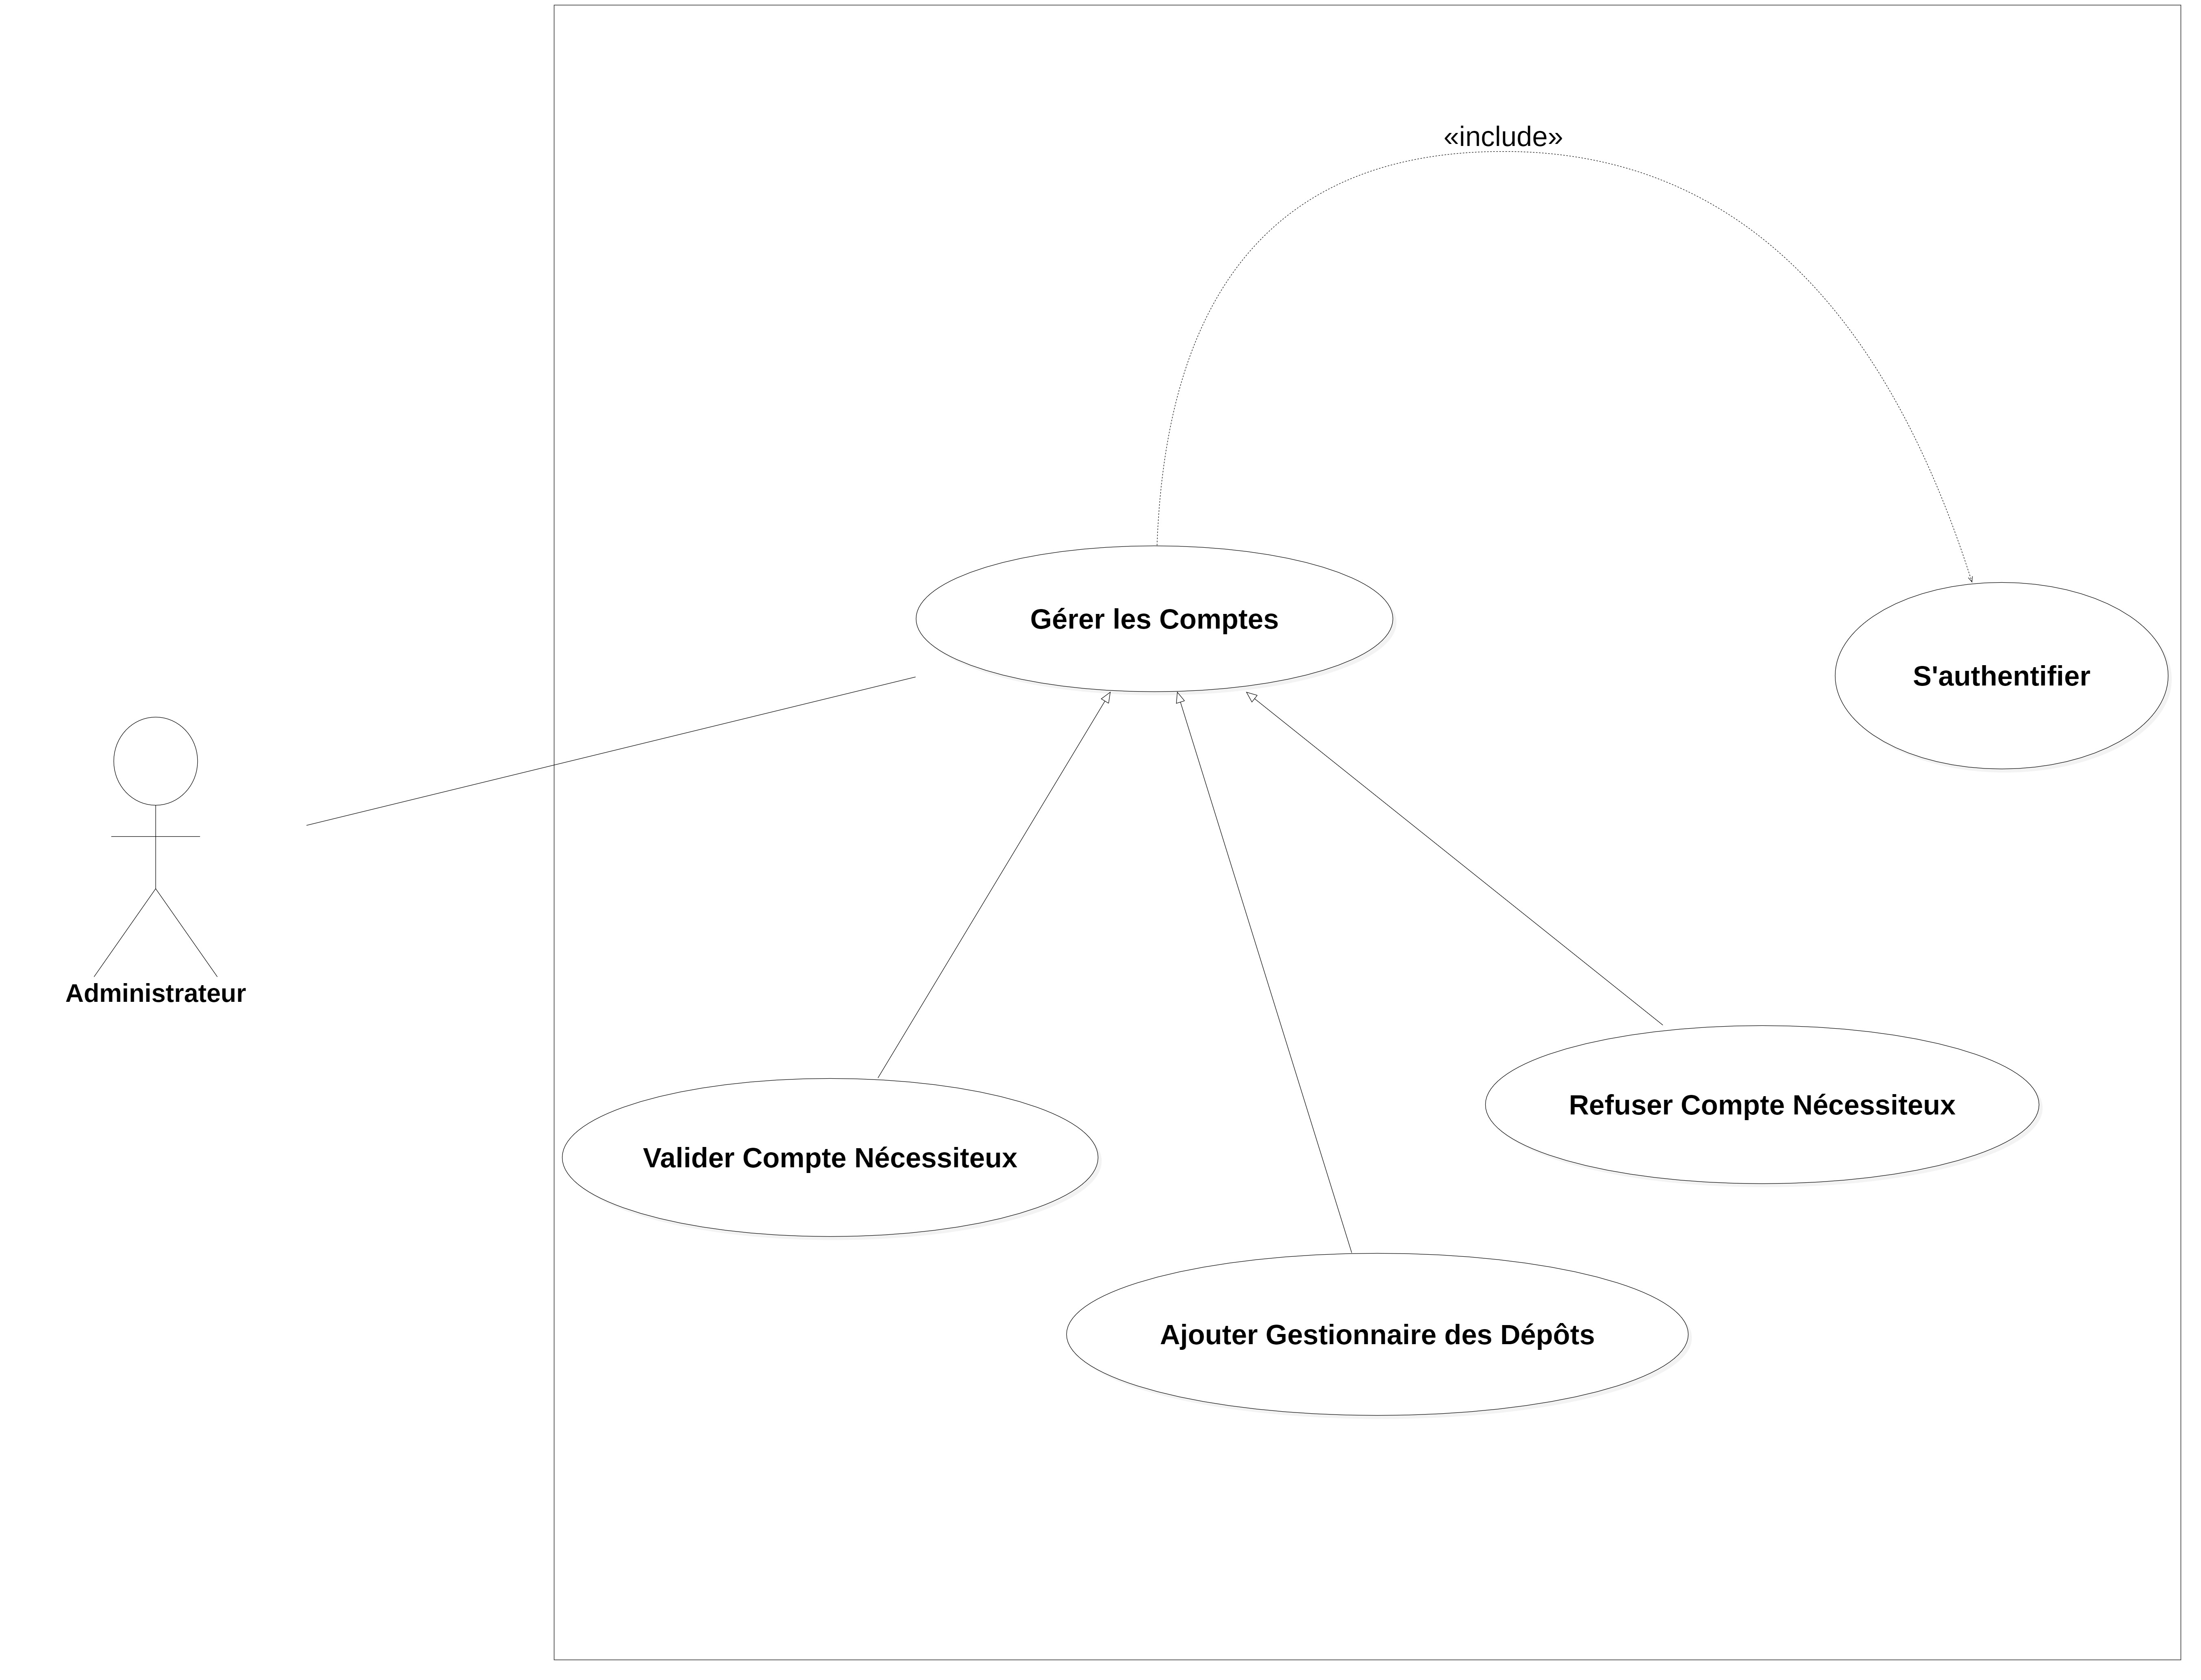 «include»
Gérer les Comptes
S'authentifier
Administrateur
Refuser Compte Nécessiteux
Valider Compte Nécessiteux
Ajouter Gestionnaire des Dépôts